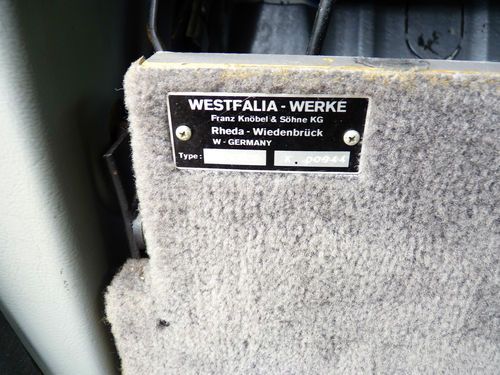 WESTFALIA - WERKE
Franz Knöbel & Söhne KG
Rheda - Wiedenbrück
W - GERMANY
Type :